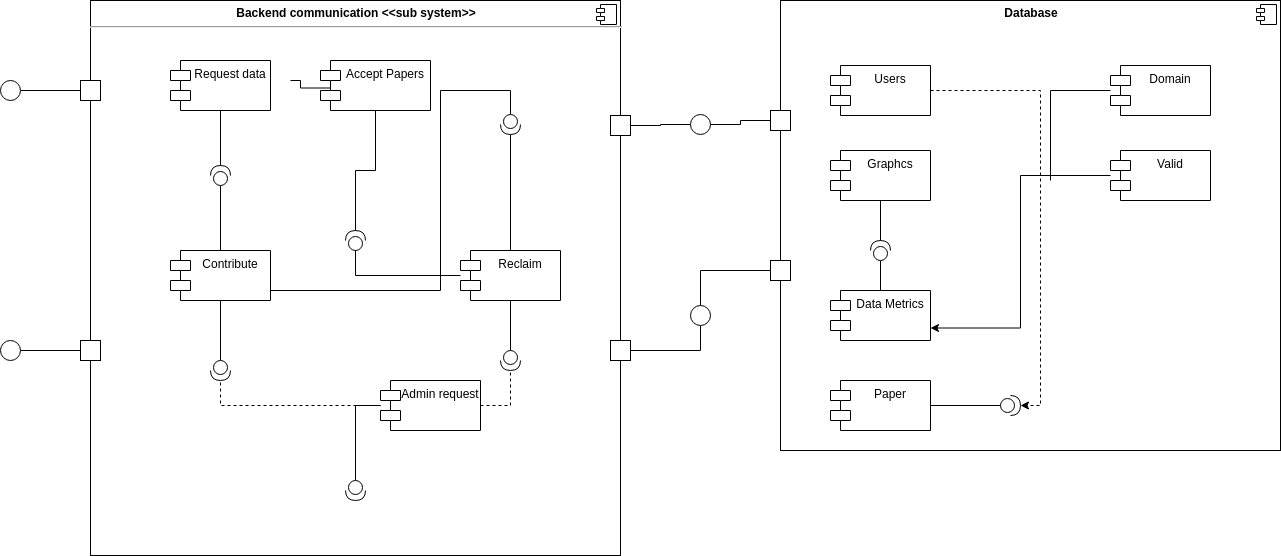 Backend communication <<sub system>>
Database
Request data
Accept Papers
Users
Domain
Graphcs
Valid
Contribute
Reclaim
Data Metrics
Admin request
Paper